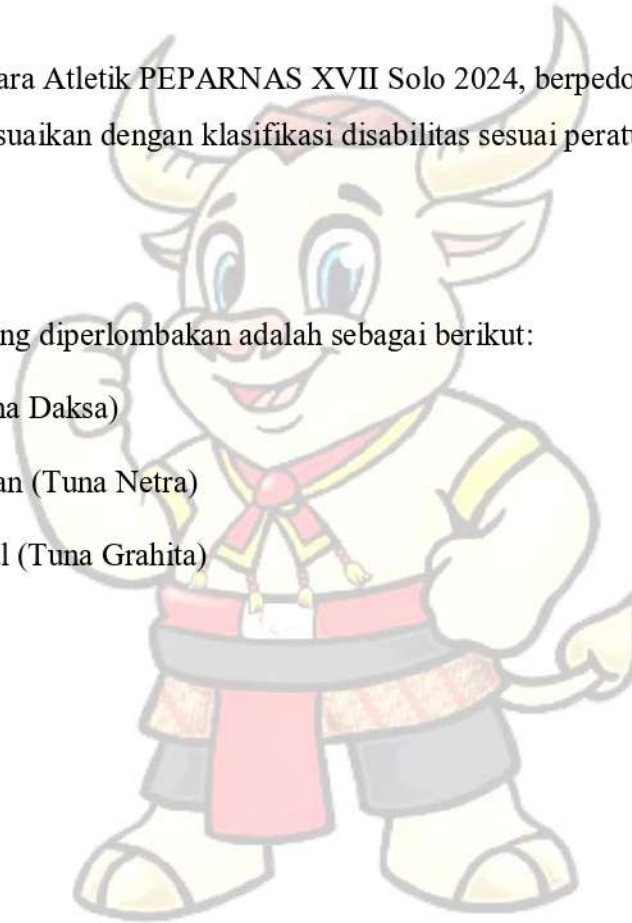 ara Atletik PEPARNAS XVII Solo 2024, berpedo
suaikan dengan klasifikasi disabilitas sesuai peratu
ng diperlombakan adalah sebagai berikut:
na Daksa)
an (Tuna Netra)
l (Tuna Grahita)